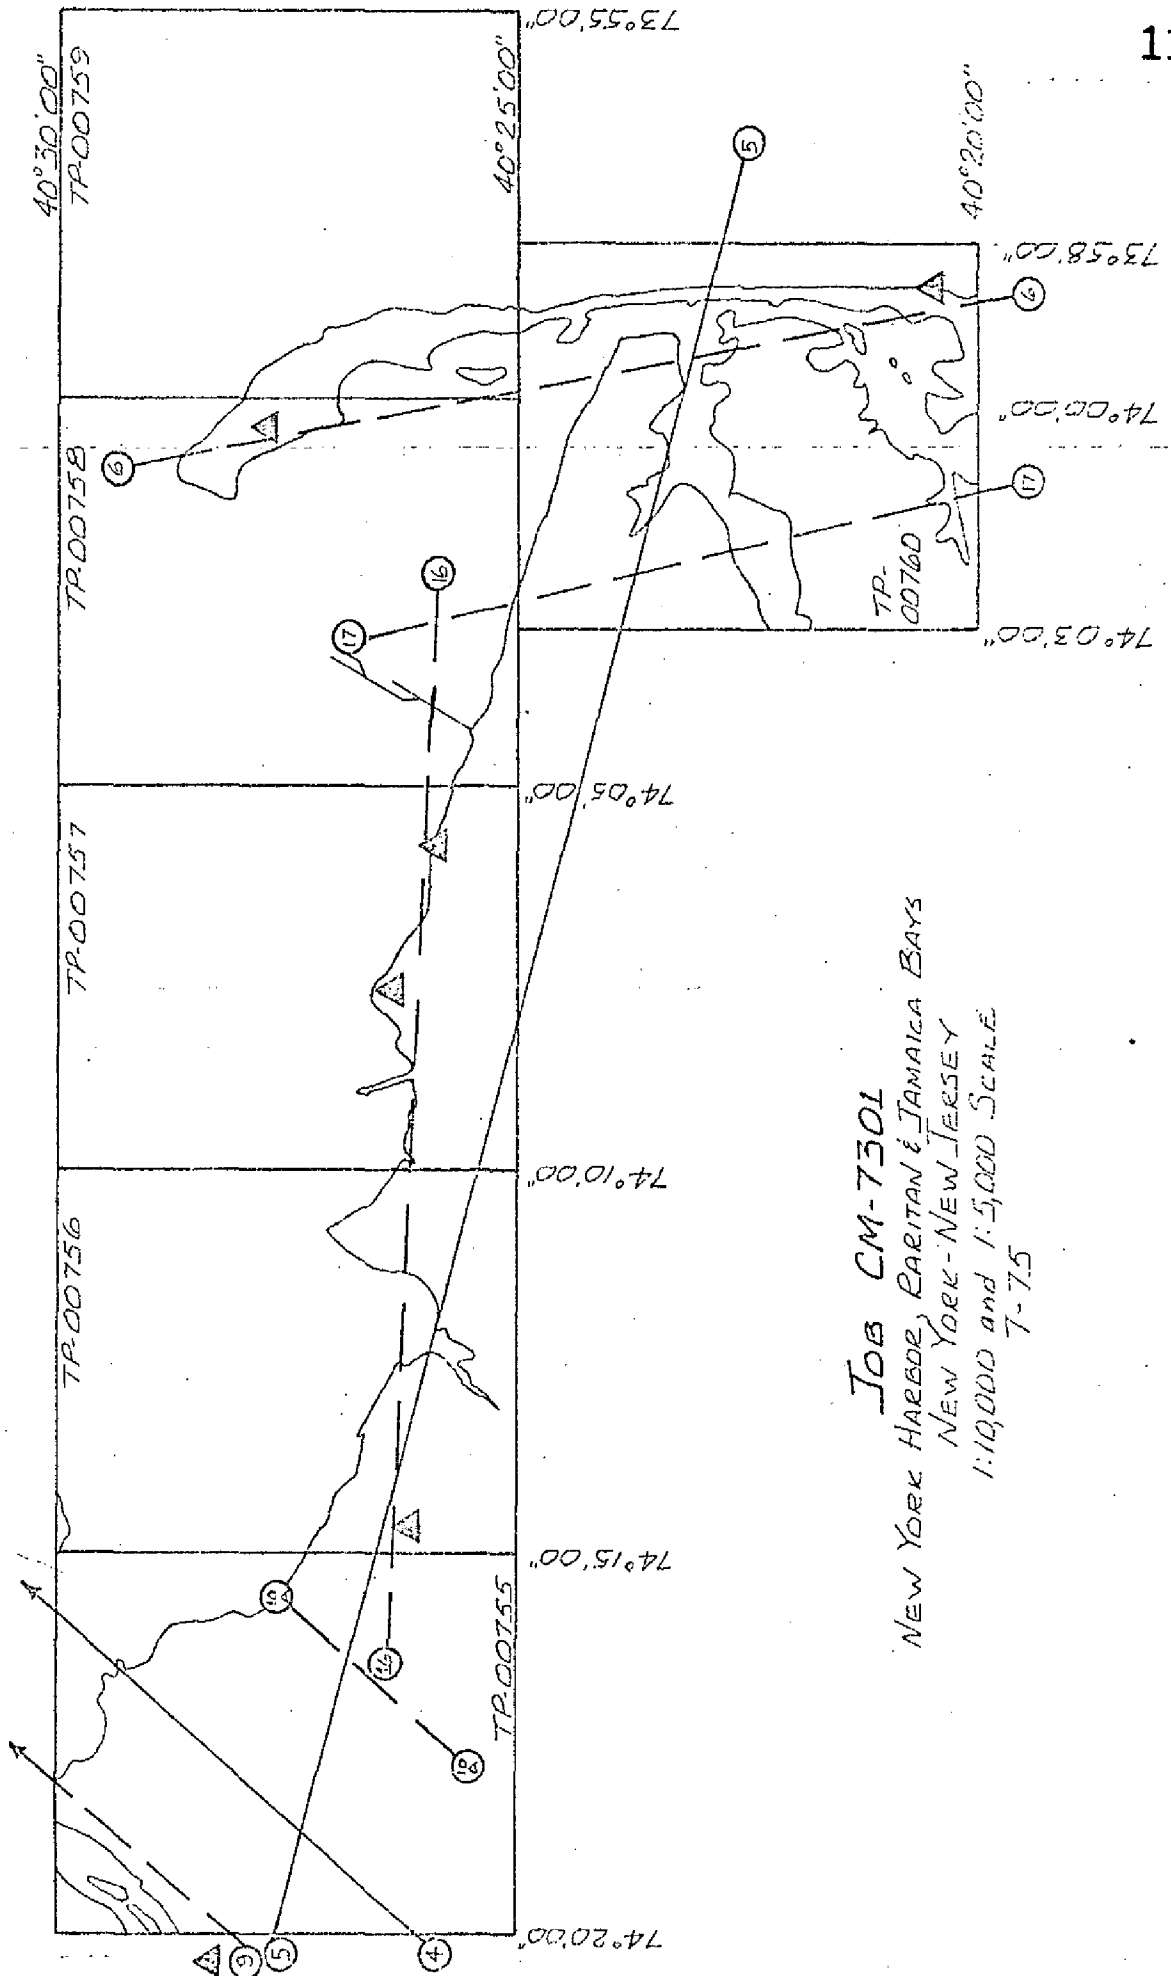 11
40°30'00"
TP-00759
73°55'00"
40°25'00"
40°20'00"
73°58'00"
74°00'00"
74°03'00"
TP-00758
TP-
00760
74°05'00"
TP-00757
74°10'00"
TP-00756
74°15'00"
TP-00755
74°20'00"
6
6
5
17
17
16
16
5
4
9
JOB CM-7301
NEW YORK HARBOR, RARITAN & JAMAICA BAYS
NEW YORK-NEW JERSEY
1:10,000 and 1:5,000 SCALE
7-75